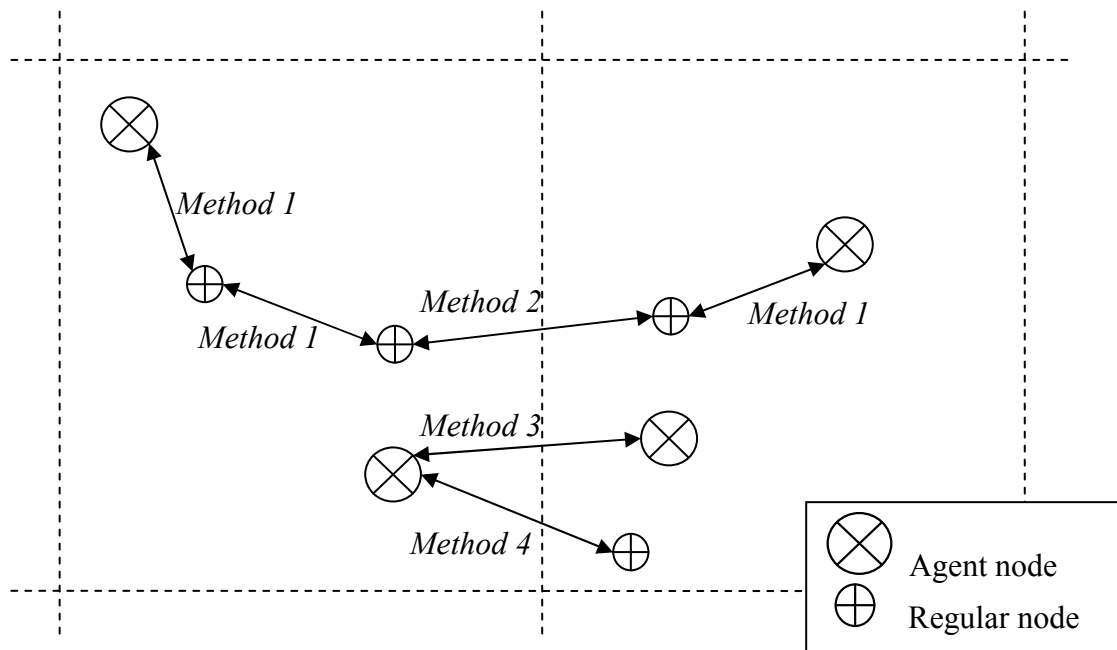 Method 1
Method 2
Method 1
Method 1
Method 3
Method 4
Agent node
Regular node